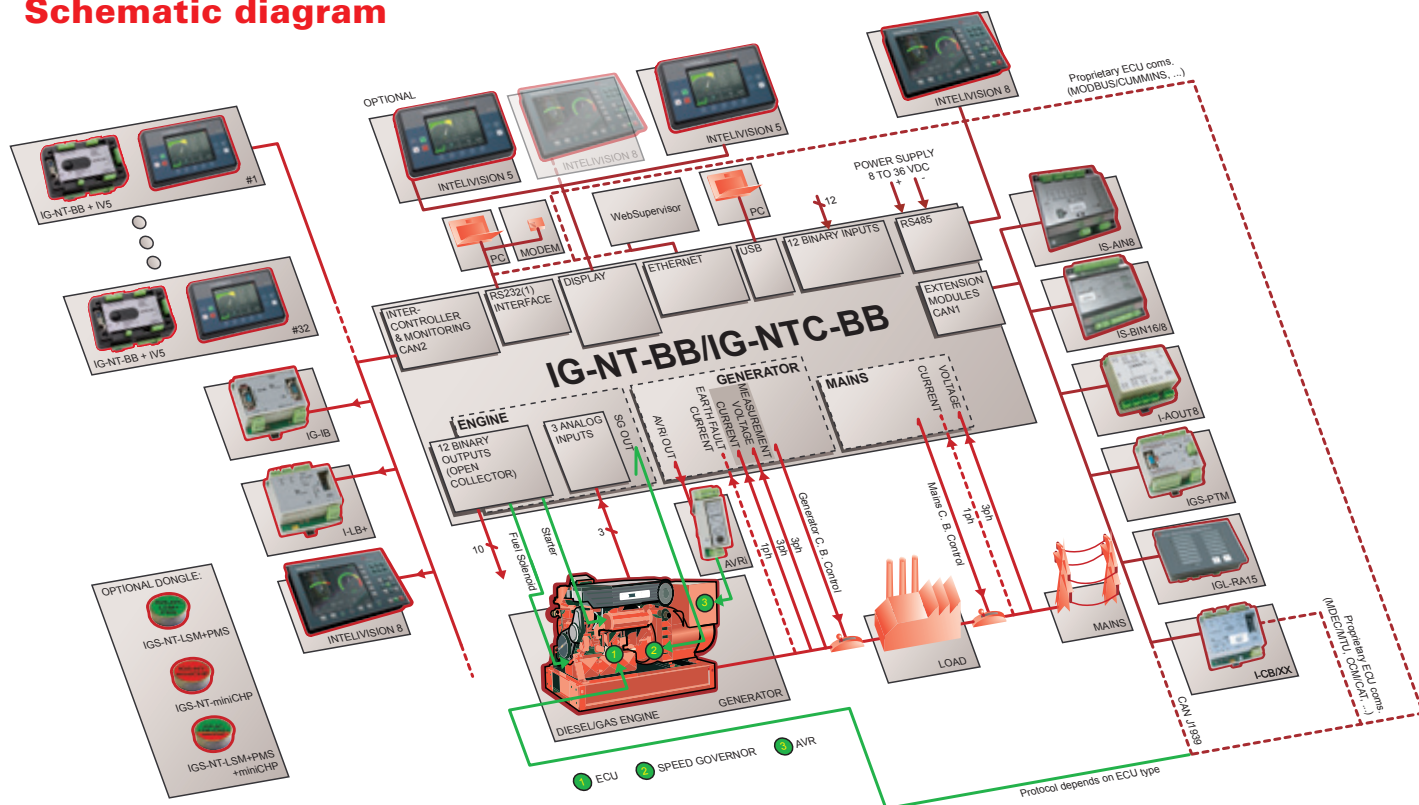 Schematic diagram
OPTIONAL
INTELIVISION 5
INTELIVISION 8
INTELIVISION 5
INTELIVISION 8
Proprietary ECU coms.
(MODBUS/CUMMINS, ...)
IG-NT-BB + IV5
#1
IG-NT-BB + IV5
#32
IG-IB
I-LB+
INTELIVISION 8
PC
MODEM
WebSupervisor
PC
12
POWER SUPPLY
8 TO 36 VDC
+ -
INTER-
CONTROLLER
& MONITORING
CAN2
RS232(1)
INTERFACE
DISPLAY
ETHERNET
USB
12 BINARY INPUTS
RS485
EXTENSION
MODULES
CAN1
IG-NT-BB/IG-NTC-BB
ENGINE
12 BINARY
OUTPUTS
(OPEN
COLLECTOR)
3 ANALOG
INPUTS
SG OUT
GENERATOR
AVRi OUT
EARTH FAULT
CURRENT
CURRENT
VOLTAGE
MEASUREMENT
MAINS
CURRENT
VOLTAGE
10
Fuel Solenoid
Starter
3
AVRi
1ph
3ph
3ph
Generator C. B. Control
Mains C. B. Control
1ph
3ph
IS-AIN8
IS-BIN16/8
I-AOUT8
IGS-PTM
IGL-RA15
I-CB/XX
MAINS
LOAD
1
2
3
DIESEL/GAS ENGINE
GENERATOR
1 ECU
2 SPEED GOVERNOR
3 AVR
OPTIONAL DONGLE:
IGS-NT-LSM+PMS
IGS-NT-miniCHP
IGS-NT-LSM+PMS
+miniCHP
CAN J1939
Proprietary ECU coms.
(MDEC/MTU, CCM/CAT, ...)
Protocol depends on ECU type